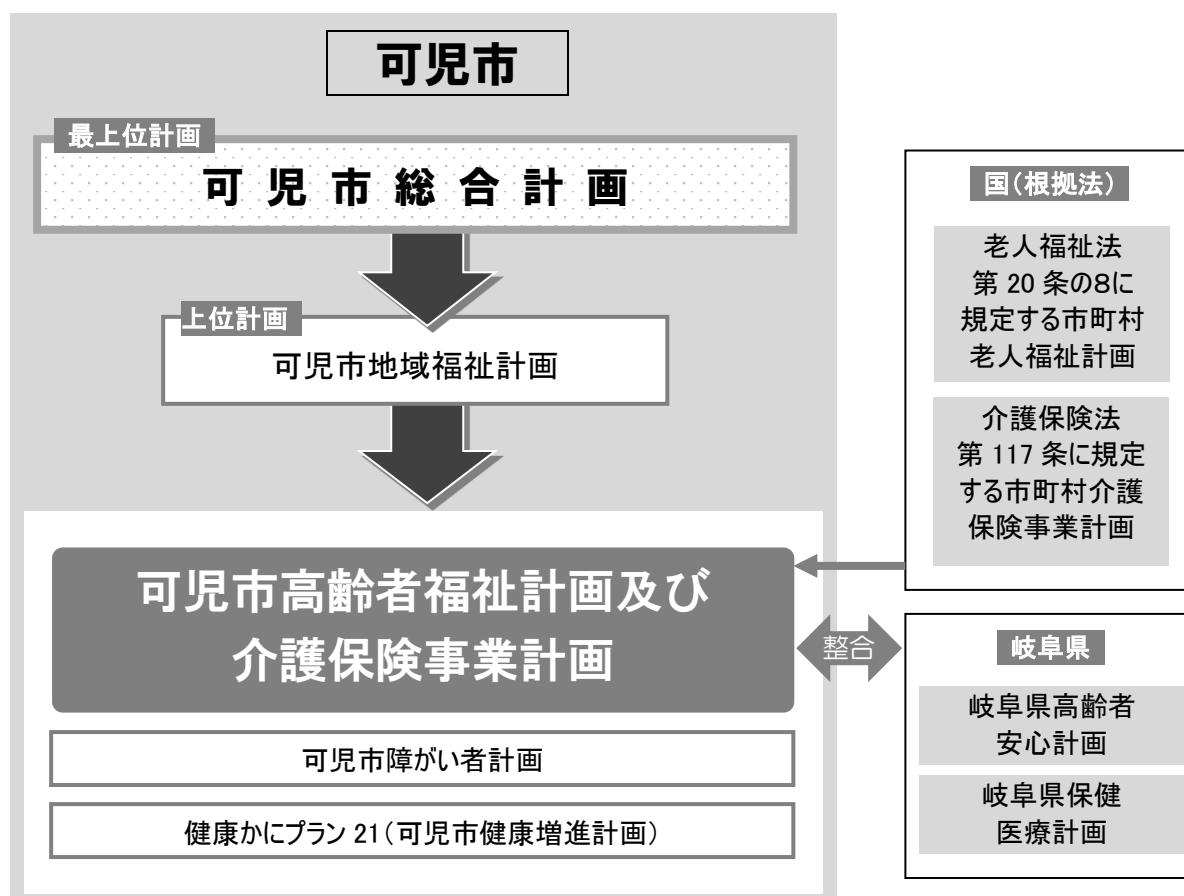 可児市
最上位計画
可児市総合計画
上位計画
可児市地域福祉計画
可児市高齢者福祉計画及び
介護保険事業計画
可児市障がい者計画
健康かにプラン 21（可児市健康増進計画）
国（根拠法）
老人福祉法
第 20 条の8に
規定する市町村
老人福祉計画
介護保険法
第 117 条に規定
する市町村介護
保険事業計画
整合
岐阜県
岐阜県高齢者
安心計画
岐阜県保健
医療計画